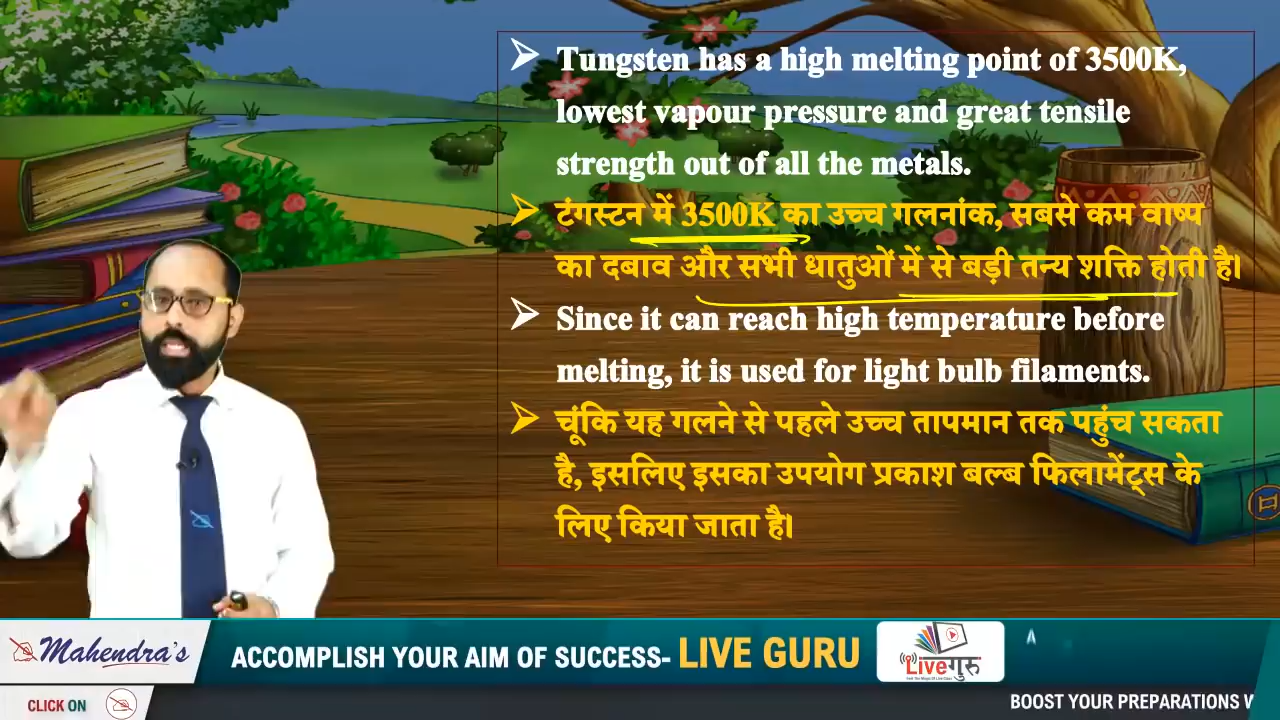 Tungsten has a high melting point of 3500K,
lowest vapour pressure and great tensile
strength out of all the metals.
टंगस्टन में 3500K का उच्च गलनांक, सबसे कम वाष्प
का दबाव और सभी धातुओं में से बड़ी तन्य शक्ति होती है।
Since it can reach high temperature before
melting, it is used for light bulb filaments.
चूंकि यह गलने से पहले उच्च तापमान तक पहुंच सकता
है, इसलिए इसका उपयोग प्रकाश बल्ब फिलामेंट्स के
लिए किया जाता है।
Mahendra's
ACCOMPLISH YOUR AIM OF SUCCESS- LIVE GURU
Liveगुरु
A
CLICK ON
BOOST YOUR PREPARATIONS W